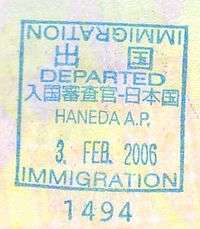 IMMIGRATION
出 国
DEPARTED
入国審査官-日本国
HANEDA A.P.
3. FEB. 2006
IMMIGRATION
1494